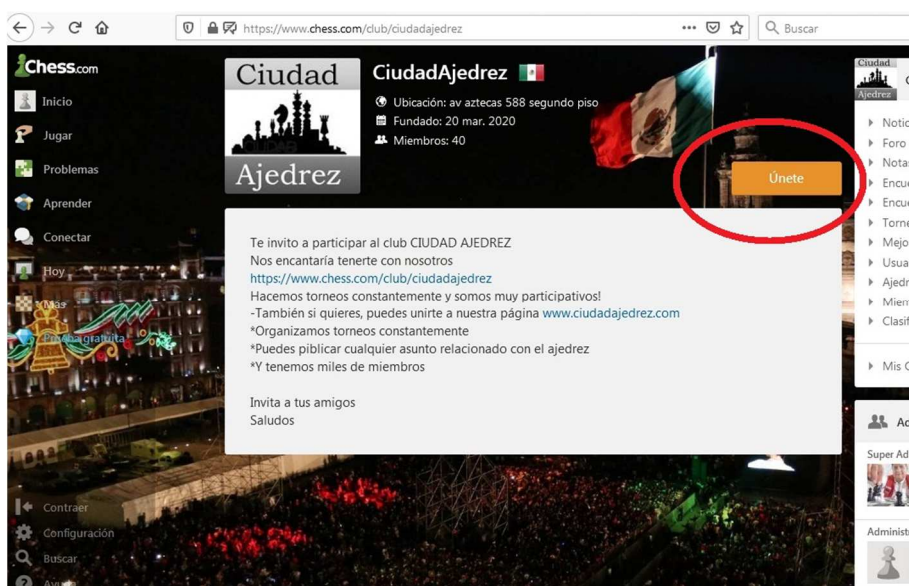 https://www.chess.com/club/ciudadajedrez
Buscar
Chess.com
Inicio
Jugar
Problemas
Aprender
Conectar
Hoy
Más
Prueba gratuita
Contraer
Configuración
Buscar
Ayuda
Ciudad
Ajedrez
CiudadAjedrez
Ubicación: av aztecas 588 segundo piso
Fundado: 20 mar. 2020
Miembros: 40
Únete
Te invito a participar al club CIUDAD AJEDREZ
Nos encantaría tenerte con nosotros
https://www.chess.com/club/ciudadajedrez
Hacemos torneos constantemente y somos muy participativos!
-También si quieres, puedes unirte a nuestra página www.ciudadajedrez.com
*Organizamos torneos constantemente
*Puedes piblicar cualquier asunto relacionado con el ajedrez
*Y tenemos miles de miembros
Invita a tus amigos
Saludos
Ciudad
Ajedrez
Foro
Mis
Super